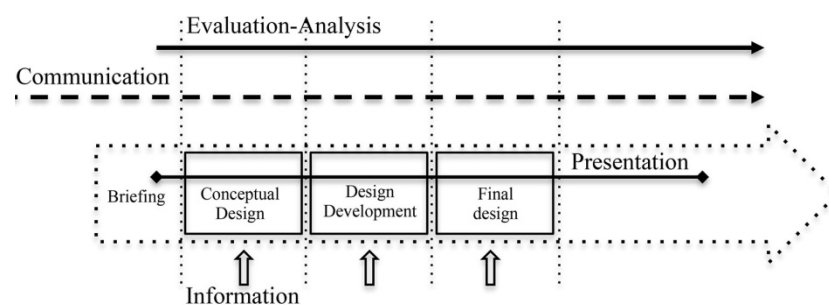 Evaluation-Analysis
Communication
Presentation
Briefing
Conceptual
Design
Design
Development
Final
design
Information